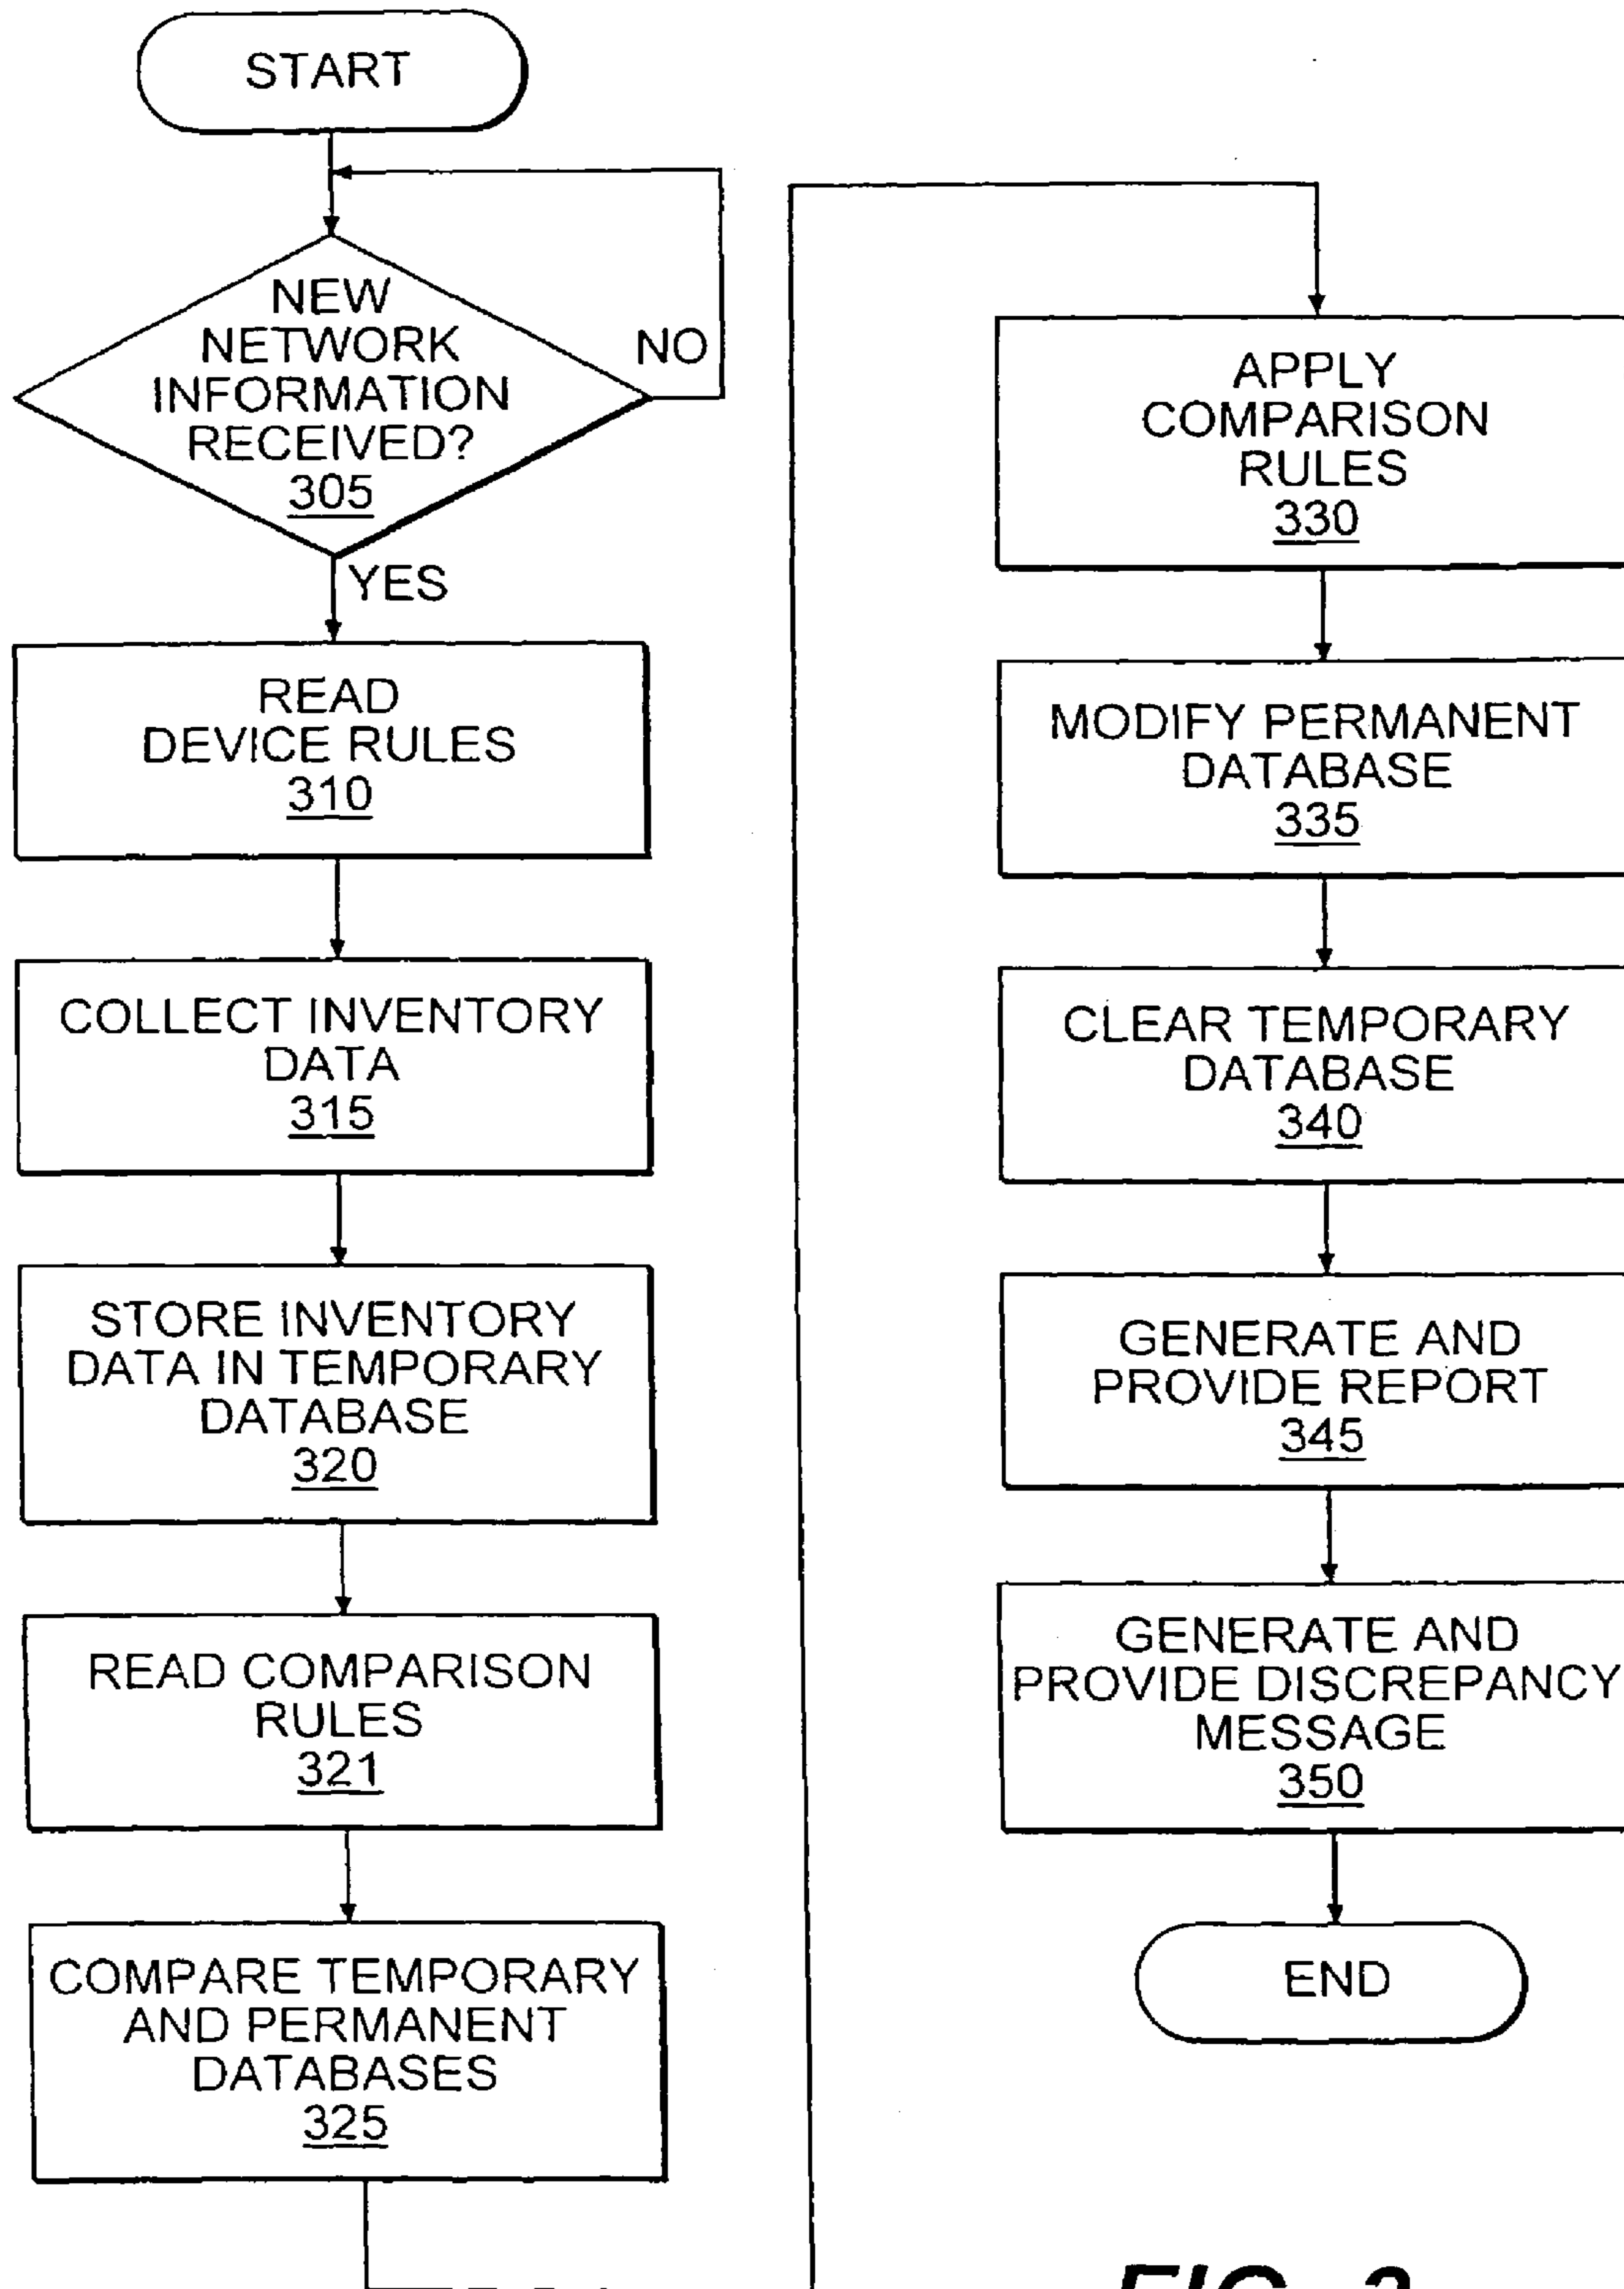 START
NEW
NETWORK
INFORMATION
RECEIVED?
305
NO
YES
READ
DEVICE RULES
310
COLLECT INVENTORY
DATA
315
STORE INVENTORY
DATA IN TEMPORARY
DATABASE
320
READ COMPARISON
RULES
321
COMPARE TEMPORARY
AND PERMANENT
DATABASES
325
APPLY
COMPARISON
RULES
330
MODIFY PERMANENT
DATABASE
335
CLEAR TEMPORARY
DATABASE
340
GENERATE AND
PROVIDE REPORT
345
GENERATE AND
PROVIDE DISCREPANCY
MESSAGE
350
END